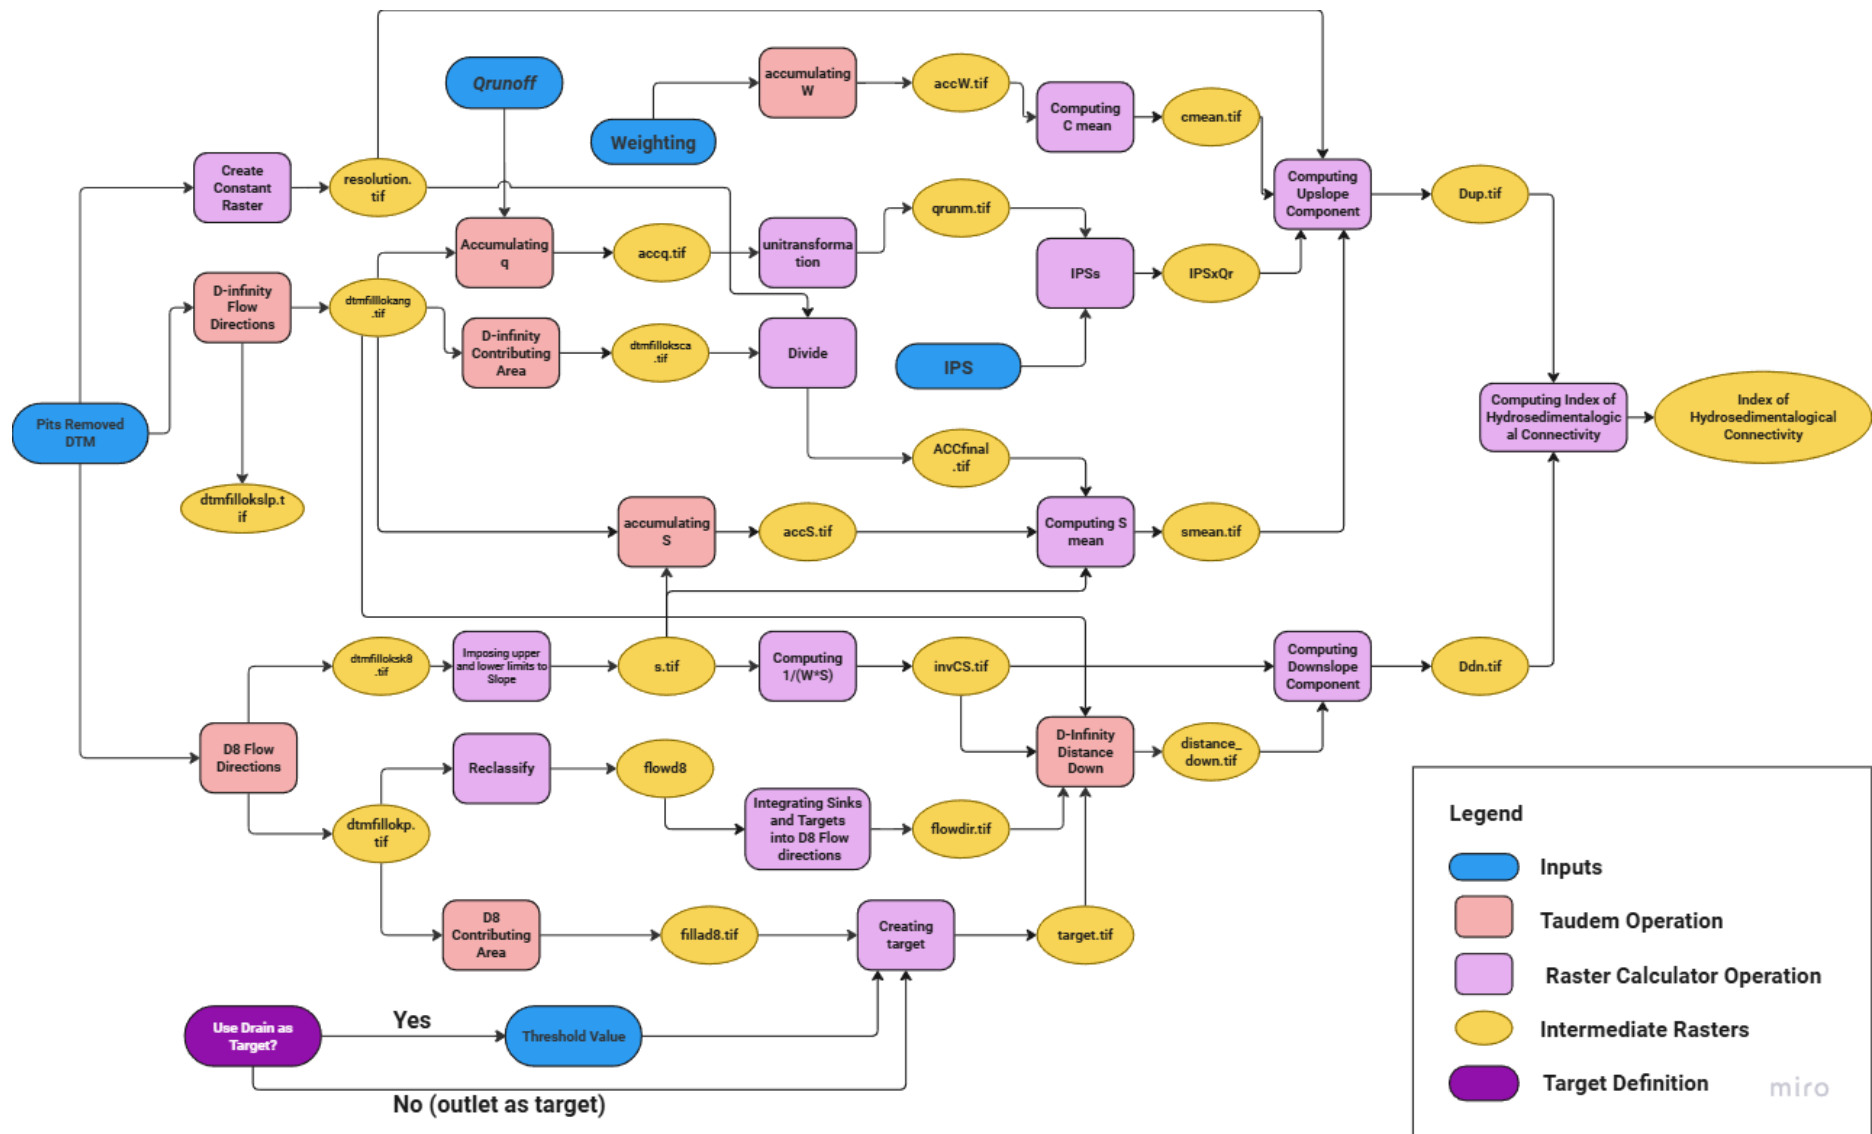 Qrunoff
Weighting
accumulating
W
accW.tif
Computing
C mean
cmean.tif
Create
Constant
Raster
resolution.
tif
Accumulating
q
accq.tif
unitransforma
tion
qrunm.tif
IPSs
IPSxQr
Computing
Upslope
Component
Dup.tif
D-infinity
Flow
Directions
dtmfilllokang
.tif
D-infinity
Contributing
Area
dtmfilloksca
.tif
Divide
IPS
Pits Removed
DTM
dtmfillokslp.t
if
ACCfinal
.tif
accumulating
S
accS.tif
Computing S
mean
smean.tif
Computing Index of
Hydrosedimentalogic
al Connectivity
Index of
Hydrosedimentalogical
Connectivity
dtmfilloksk8
.tif
Imposing upper
and lower limits to
Slope
s.tif
Computing
1/(W*S)
invCS.tif
Computing
Downslope
Component
Ddn.tif
D8 Flow
Directions
Reclassify
flowd8
D-Infinity
Distance
Down
distance_
down.tif
dtmfillokp.
tif
Integrating Sinks
and Targets
into D8 Flow
directions
flowdir.tif
D8
Contributing
Area
fillad8.tif
Creating
target
target.tif
Use Drain as
Target?
Yes
Threshold Value
No (outlet as target)
Legend
Inputs
Taudem Operation
Raster Calculator Operation
Intermediate Rasters
Target Definition
miro